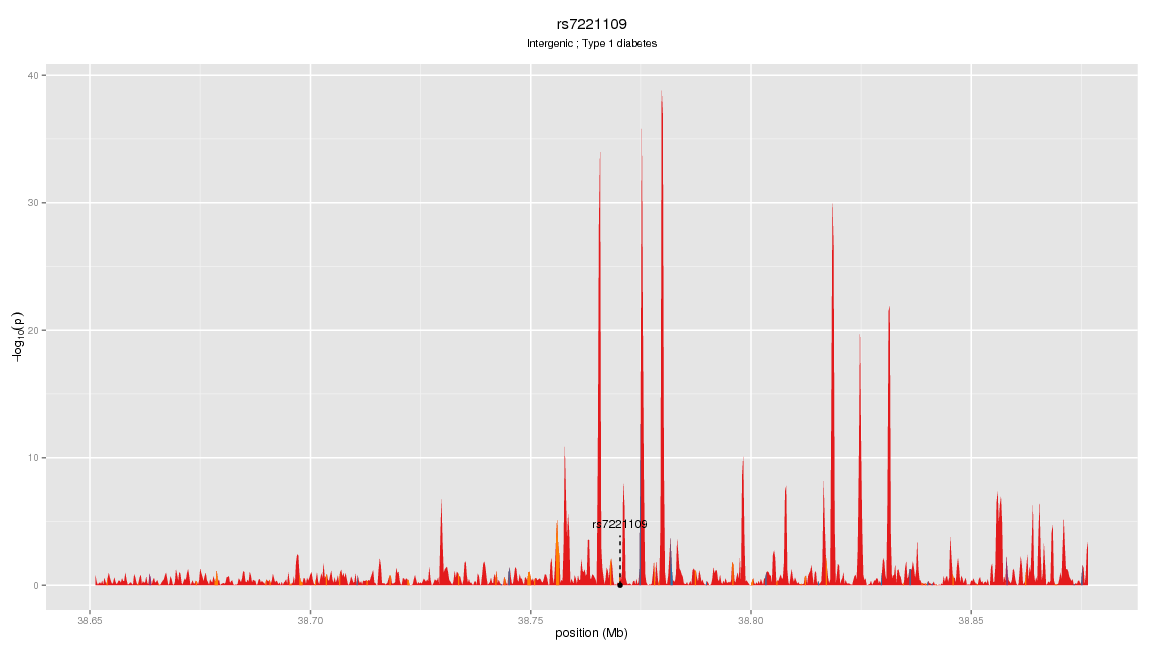 rs7221109
Intergenic ; Type 1 diabetes
40
30
20
10
0
−log10(p)
rs7221109
38.65 38.70 38.75 38.80 38.85
position (Mb)